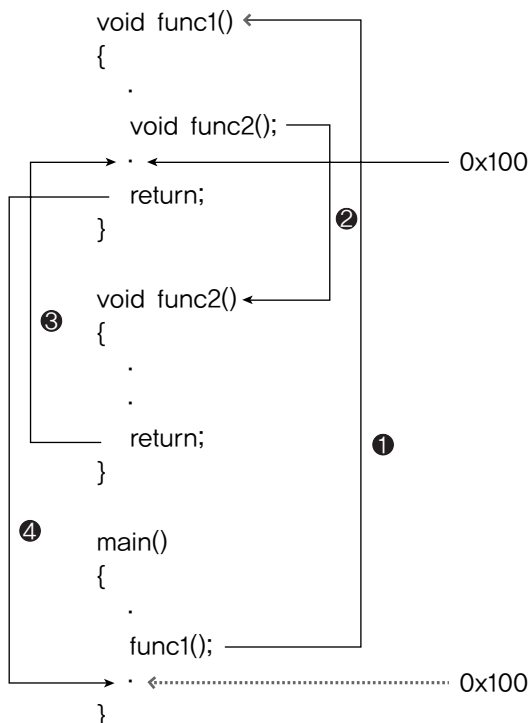 void func1()
{
.
void func2();
. 0x100
return;
}
❷
void func2()
❸
{
.
.
return;
❶
}
❹
main()
{
.
func1();
. 0x100
}